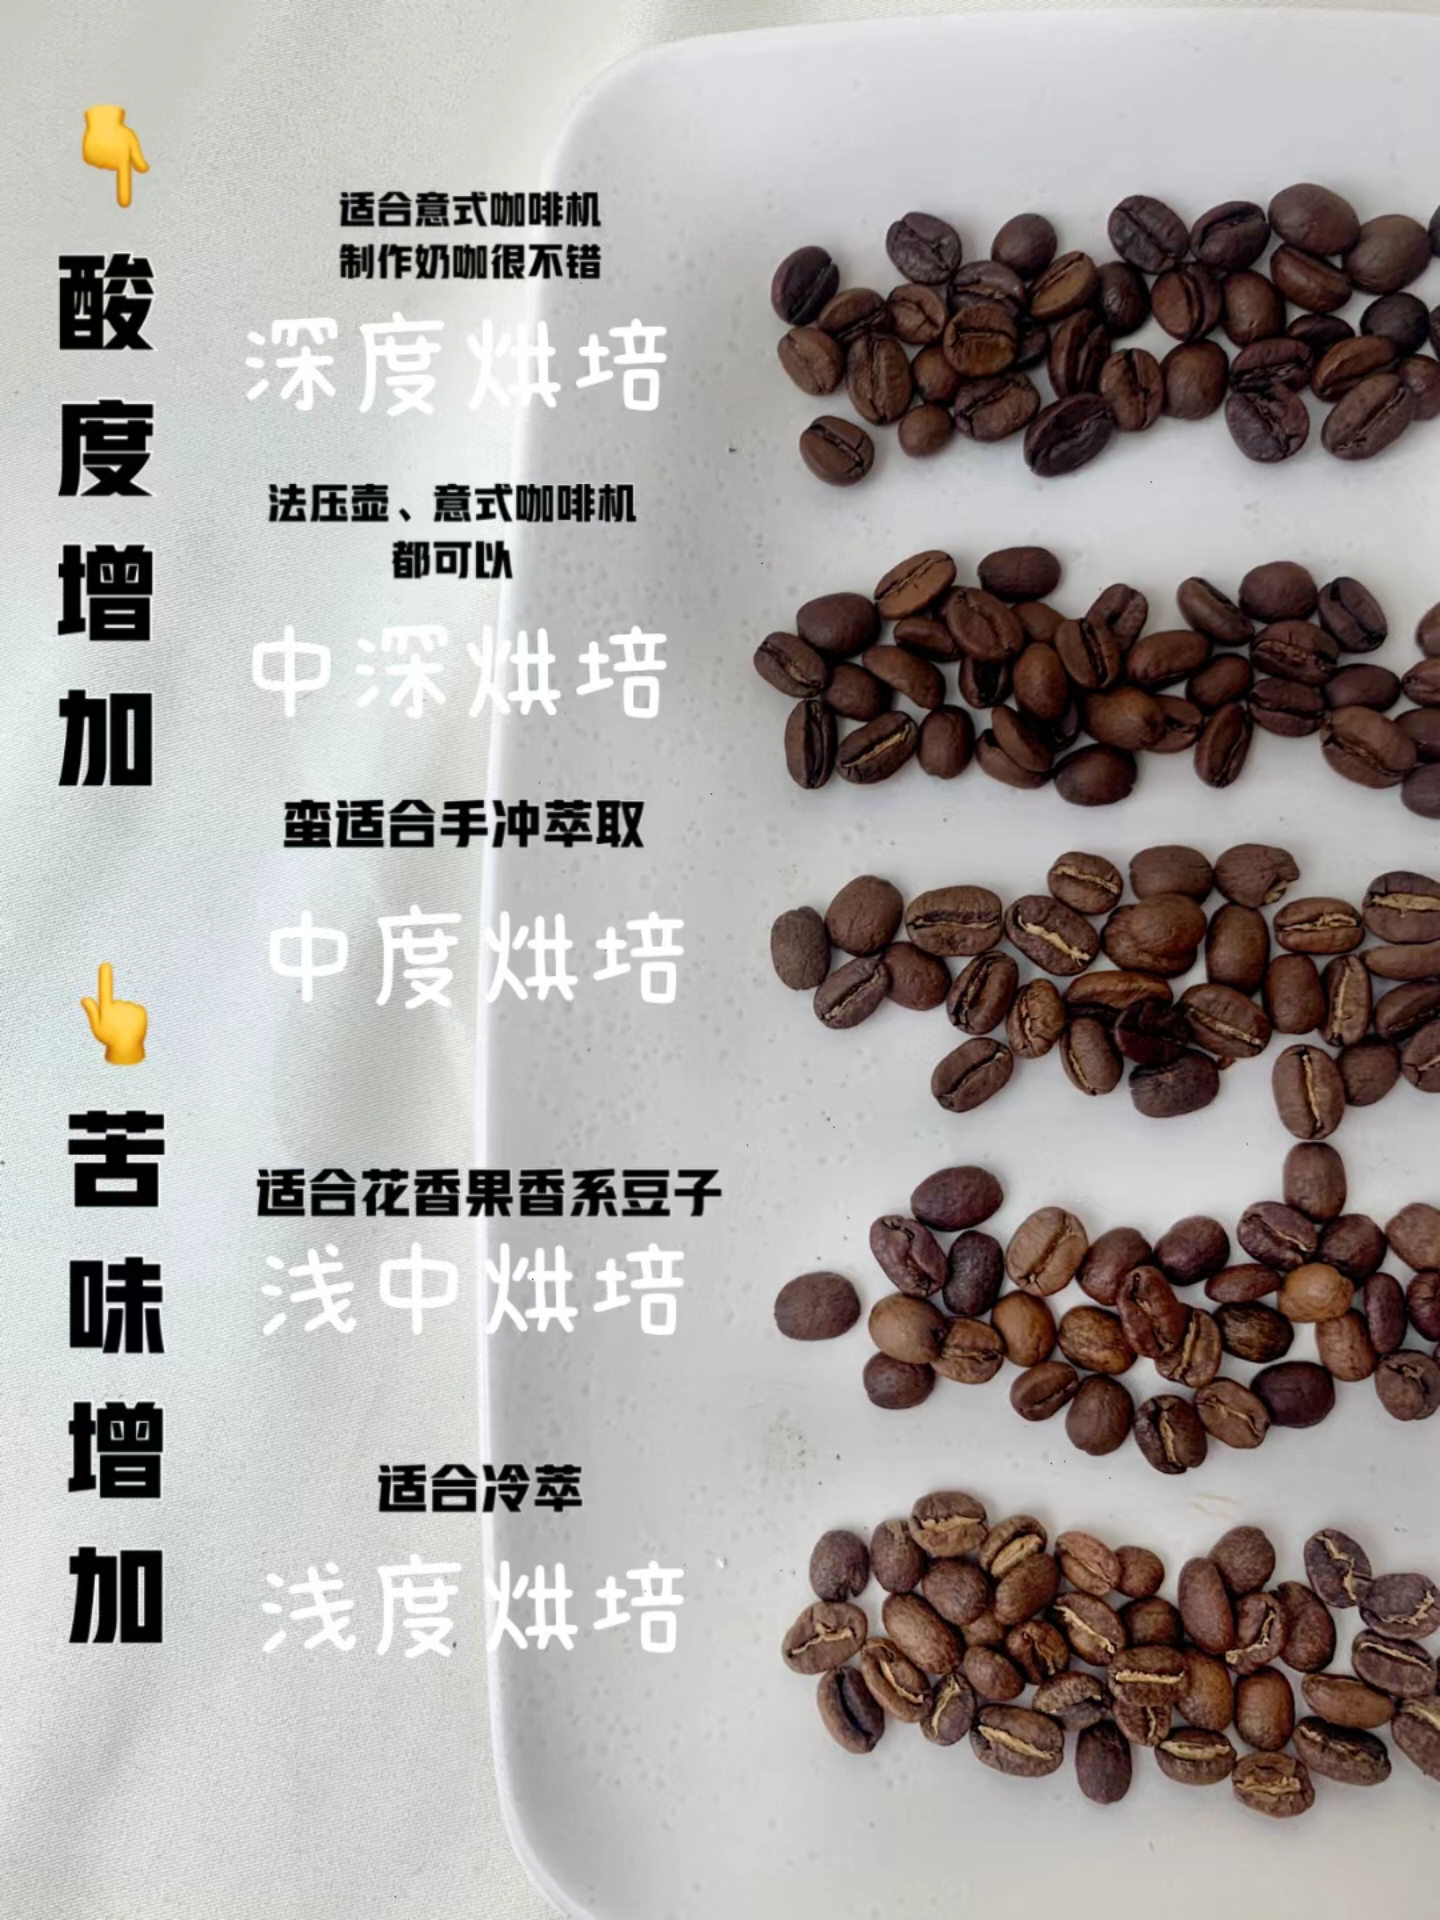 👇
酸度增加
适合意式咖啡机
制作奶咖很不错
深度烘培
法压壶、意式咖啡机
都可以
中深烘培
蛮适合手冲萃取
中度烘培
👆
苦味增加
适合花香果香系豆子
浅中烘培
适合冷萃
浅度烘培